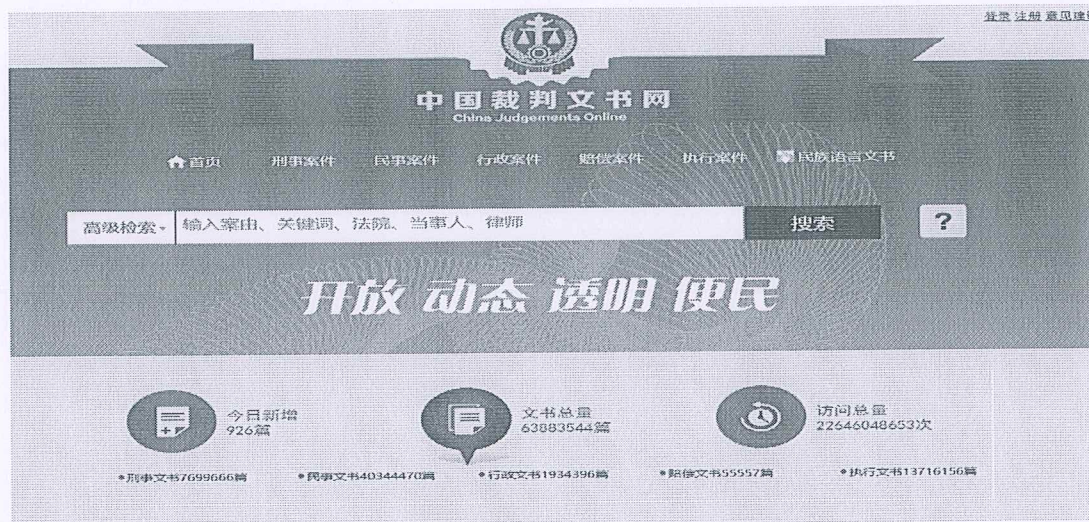 登录 注册 意见建
中国裁判文书网
China Judgements Online
首页 刑事案件 民事案件 行政案件 赔偿案件 执行案件 民族语言文书
高级检索 输入案由、关键词、法院、当事人、律师 搜索 ?
开放 动态 透明 便民
今日新增
926篇
文书总量
63883544篇
访问总量
22646048653次
刑事文书7699666篇 民事文书40344470篇 行政文书1934396篇 赔偿文书55557篇 执行文书13716156篇